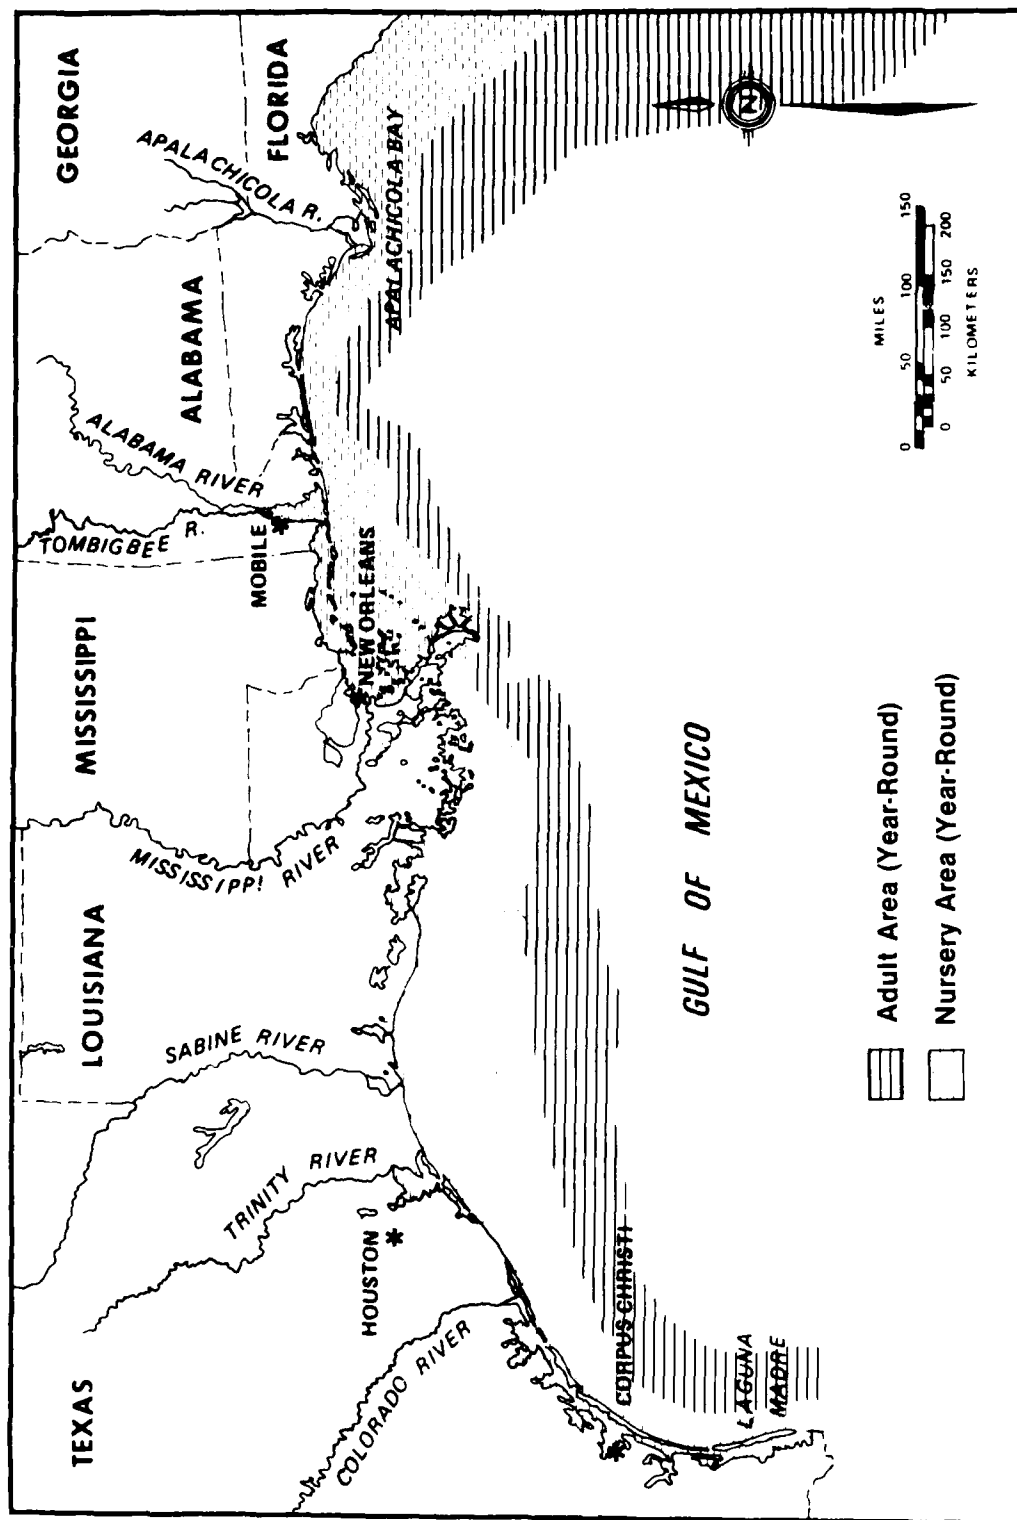 TEXAS
LOUISIANA
MISSISSIPPI
ALABAMA
GEORGIA
FLORIDA
COLORADO RIVER
TRINITY RIVER
SABINE RIVER
MISSISSIPP! RIVER
TOMBIGBEE R.
ALABAMA RIVER
APALACHICOLA R.
HOUSTON
MOBILE
NEW ORLEANS
APALACHICOLA BAY
CORPUS CHRISTI
LAGUNA
MADRE
GULF OF MEXICO
Adult Area (Year-Round)
Nursery Area (Year-Round)
MILES
0 50 100 150
0 50 100 150 200
KILOMETERS
N